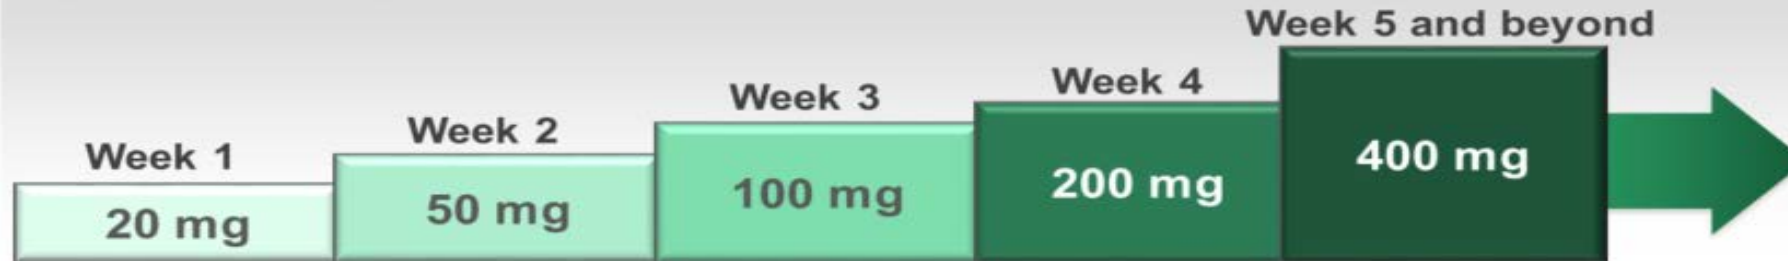 Week 1
20 mg
Week 2
50 mg
Week 3
100 mg
Week 4
200 mg
Week 5 and beyond
400 mg